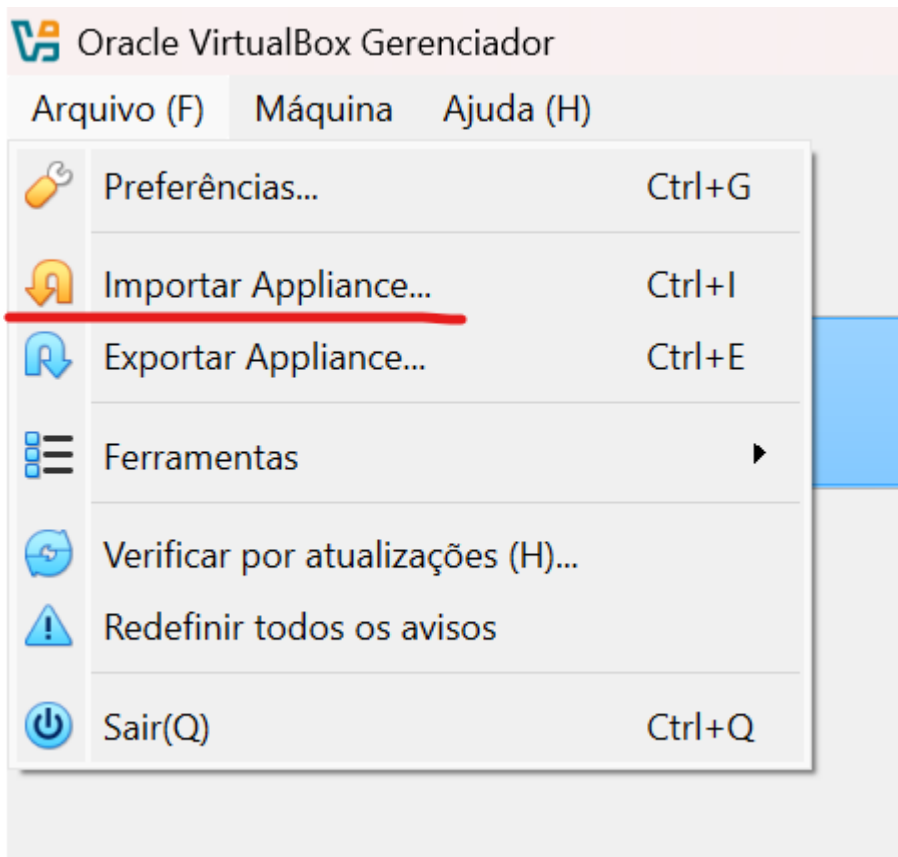 Oracle VirtualBox Gerenciador
Arquivo (F) Máquina Ajuda (H)
Preferências... Ctrl+G
Importar Appliance... Ctrl+I
Exportar Appliance... Ctrl+E
Ferramentas
Verificar por atualizações (H)...
Redefinir todos os avisos
Sair(Q) Ctrl+Q